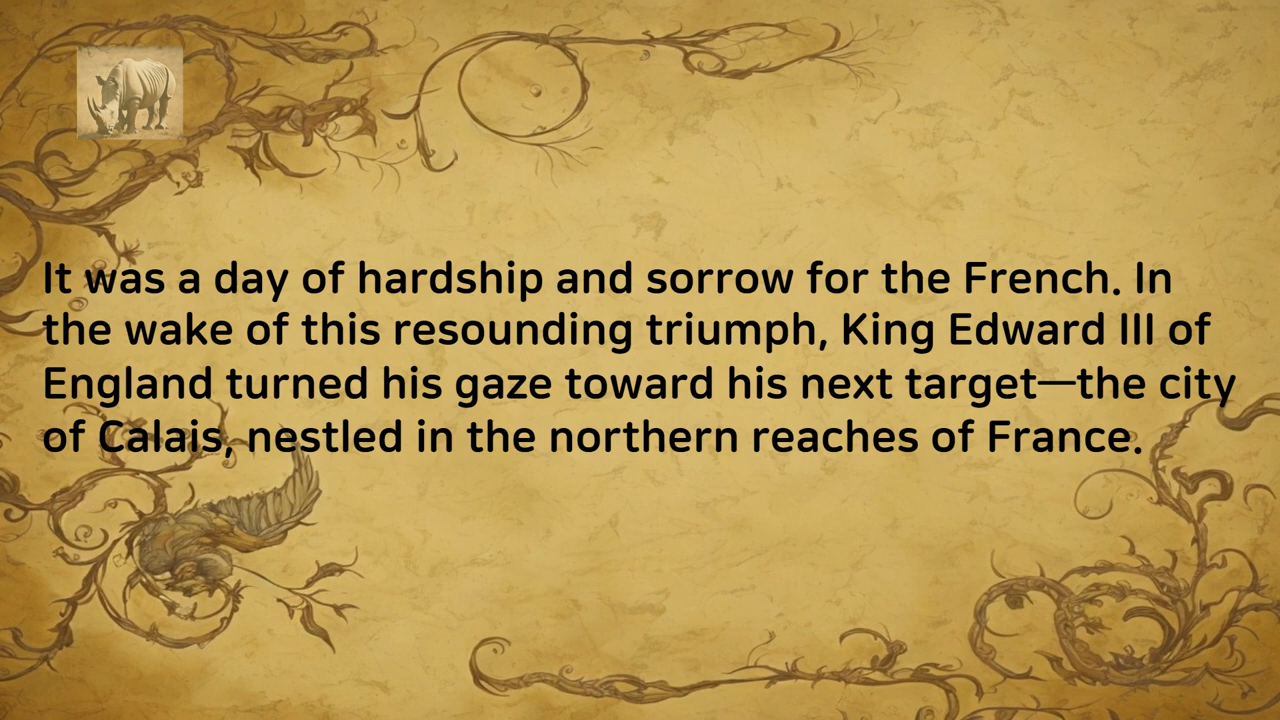 It was a day of hardship and sorrow for the French. In
the wake of this resounding triumph, King Edward III of
England turned his gaze toward his next target—the city
of Calais, nestled in the northern reaches of France.